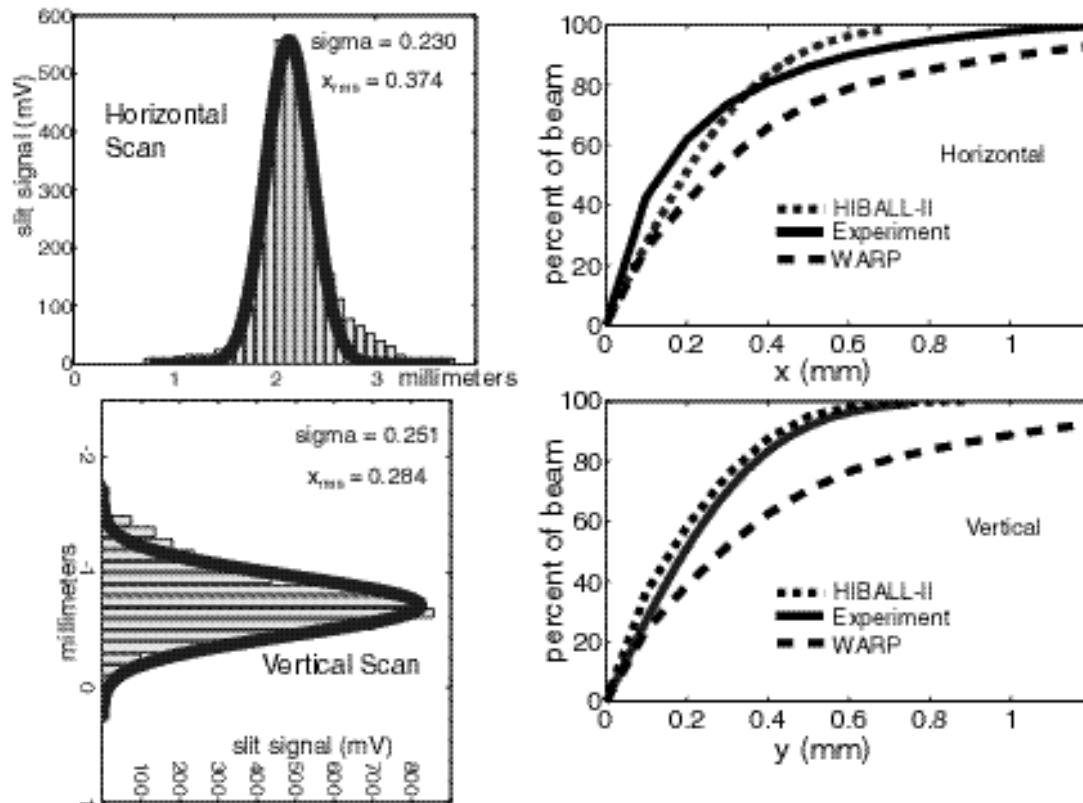 600
500
400
300
200
100
0
slit signal (mV)
sigma = 0.230
xrms = 0.374
Horizontal
Scan
0
1
2
3
millimeters
100
80
60
40
20
0
percent of beam
Horizontal
HIBALL-II
Experiment
WARP
0
0.2
0.4
0.6
0.8
1
x (mm)
-2
-1
0
1
millimeters
sigma = 0.251
xrms = 0.284
Vertical Scan
slit signal (mV)
100
200
300
400
500
600
700
800
100
80
60
40
20
0
percent of beam
Vertical
HIBALL-II
Experiment
WARP
0
0.2
0.4
0.6
0.8
1
y (mm)